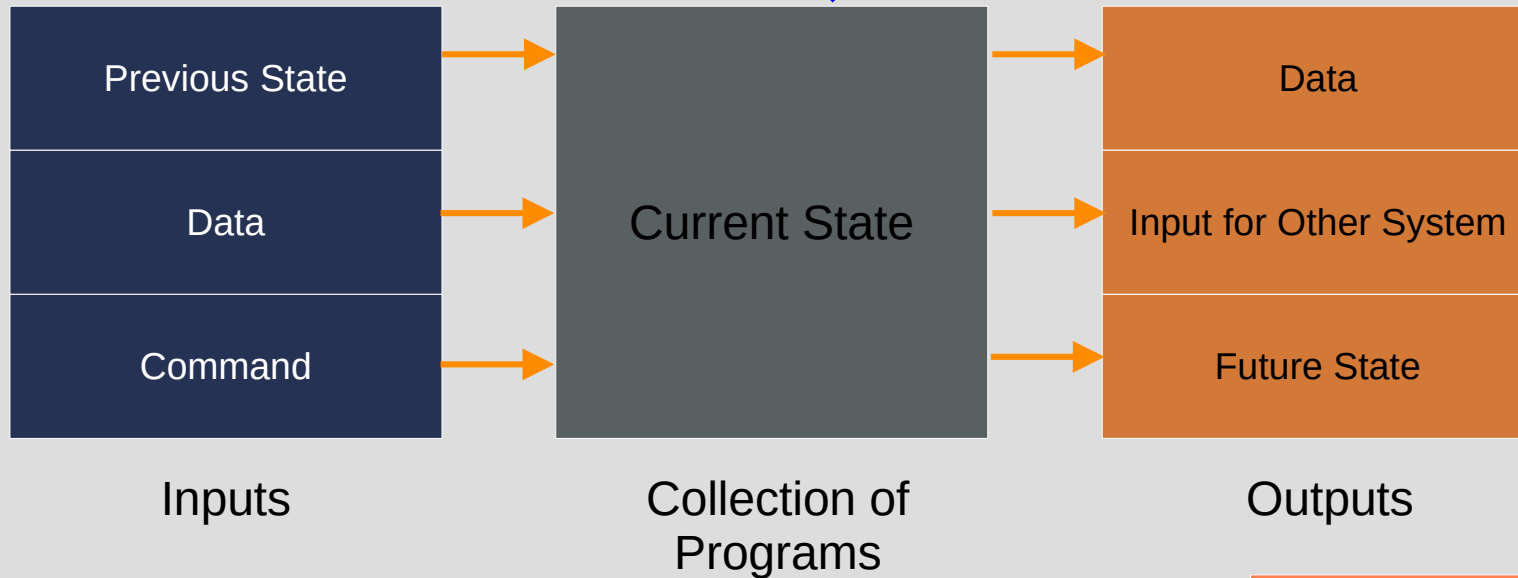 Previous State
Data
Command
Current State
Data
Input for Other System
Future State
Inputs
Collection of
Programs
Outputs